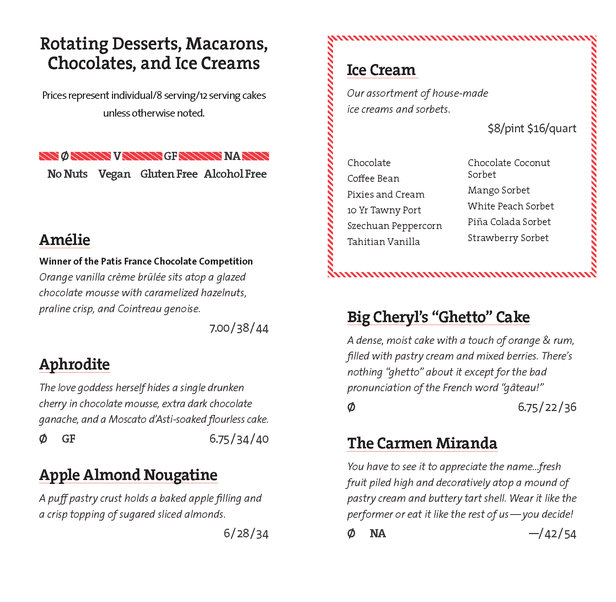 Rotating Desserts, Macarons,
Chocolates, and Ice Creams
Prices represent individual/8 serving/12 serving cakes
unless otherwise noted.
Ø V GF NA
No Nuts Vegan Gluten Free Alcohol Free
Amélie
Winner of the Patis France Chocolate Competition
Orange vanilla crème brûlée sits atop a glazed
chocolate mousse with caramelized hazelnuts,
praline crisp, and Cointreau genoise.
7.00/38/44
Aphrodite
The love goddess herself hides a single drunken
cherry in chocolate mousse, extra dark chocolate
ganache, and a Moscato d’Asti-soaked flourless cake.
Ø GF 6.75/34/40
Apple Almond Nougatine
A puff pastry crust holds a baked apple filling and
a crisp topping of sugared sliced almonds.
6/28/34
Ice Cream
Our assortment of house-made
ice creams and sorbets.
$8/pint $16/quart
Chocolate
Coffee Bean
Pixies and Cream
10 Yr Tawny Port
Szechuan Peppercorn
Tahitian Vanilla
Chocolate Coconut
Sorbet
Mango Sorbet
White Peach Sorbet
Piña Colada Sorbet
Strawberry Sorbet
Big Cheryl’s “Ghetto” Cake
A dense, moist cake with a touch of orange & rum,
filled with pastry cream and mixed berries. There’s
nothing “ghetto” about it except for the bad
pronunciation of the French word “gâteau!”
Ø 6.75/22/36
The Carmen Miranda
You have to see it to appreciate the name...fresh
fruit piled high and decoratively atop a mound of
pastry cream and buttery tart shell. Wear it like the
performer or eat it like the rest of us—you decide!
Ø NA —/42/54